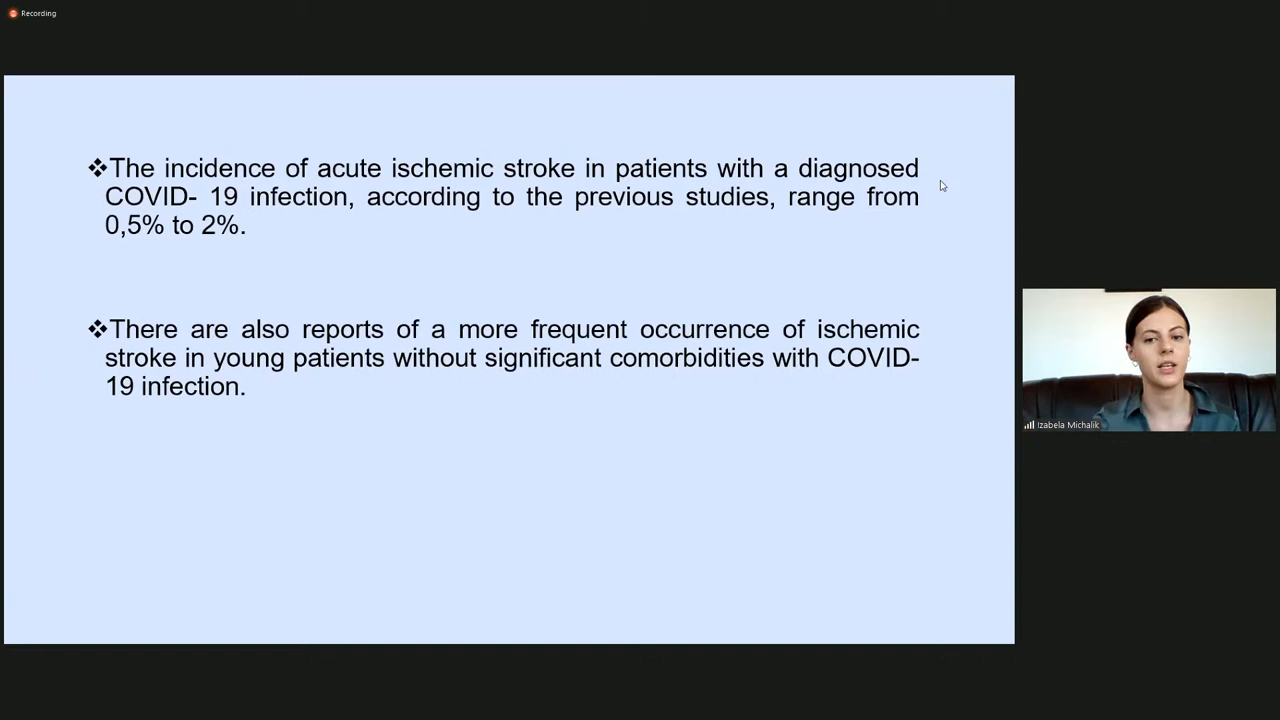 Recording
❖The incidence of acute ischemic stroke in patients with a diagnosed
COVID- 19 infection, according to the previous studies, range from
0,5% to 2%.
❖There are also reports of a more frequent occurrence of ischemic
stroke in young patients without significant comorbidities with COVID-
19 infection.
Izabela Michalik